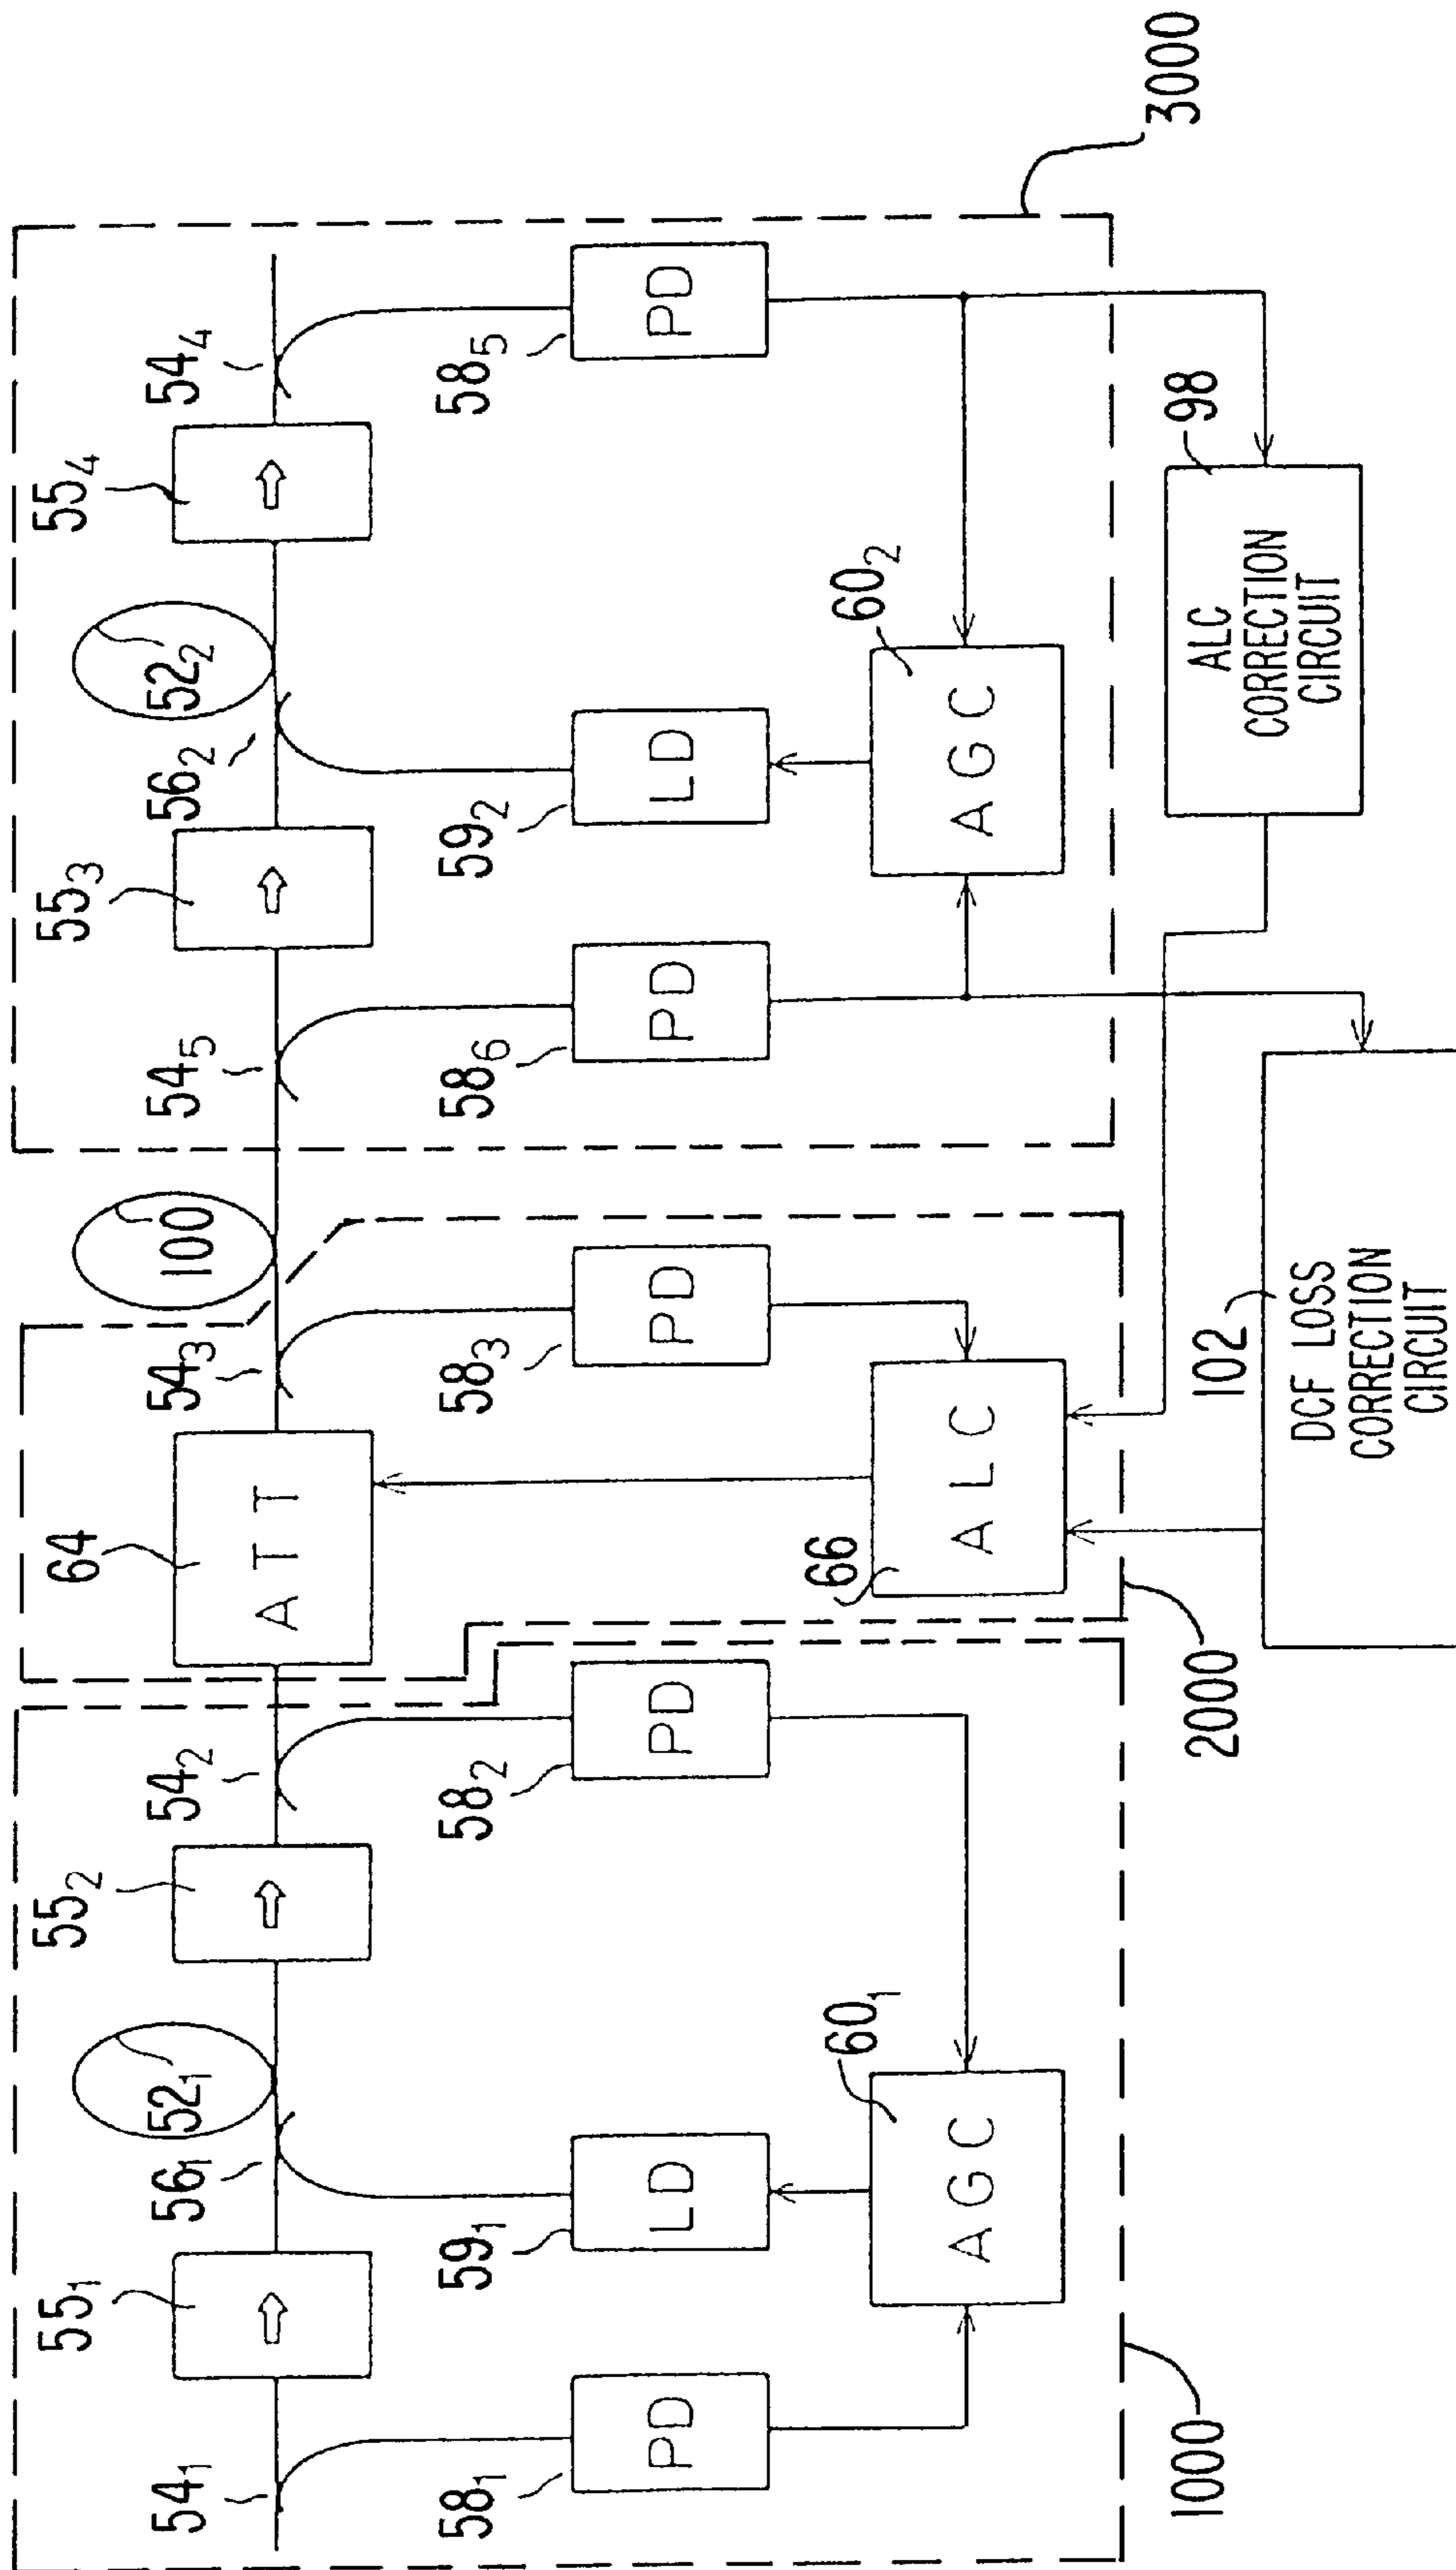 54₁
55₁
56₁
52₁
55₂
54₂
64
ATT
54₃
100
54₅
55₃
56₂
52₂
55₄
54₄
58₁
PD
59₁
LD
58₂
PD
58₃
PD
58₆
PD
59₂
LD
58₅
PD
60₁
AGC
66
ALC
60₂
AGC
1000
2000
3000
98
ALC
CORRECTION
CIRCUIT
102
DCF LOSS
CORRECTION
CIRCUIT